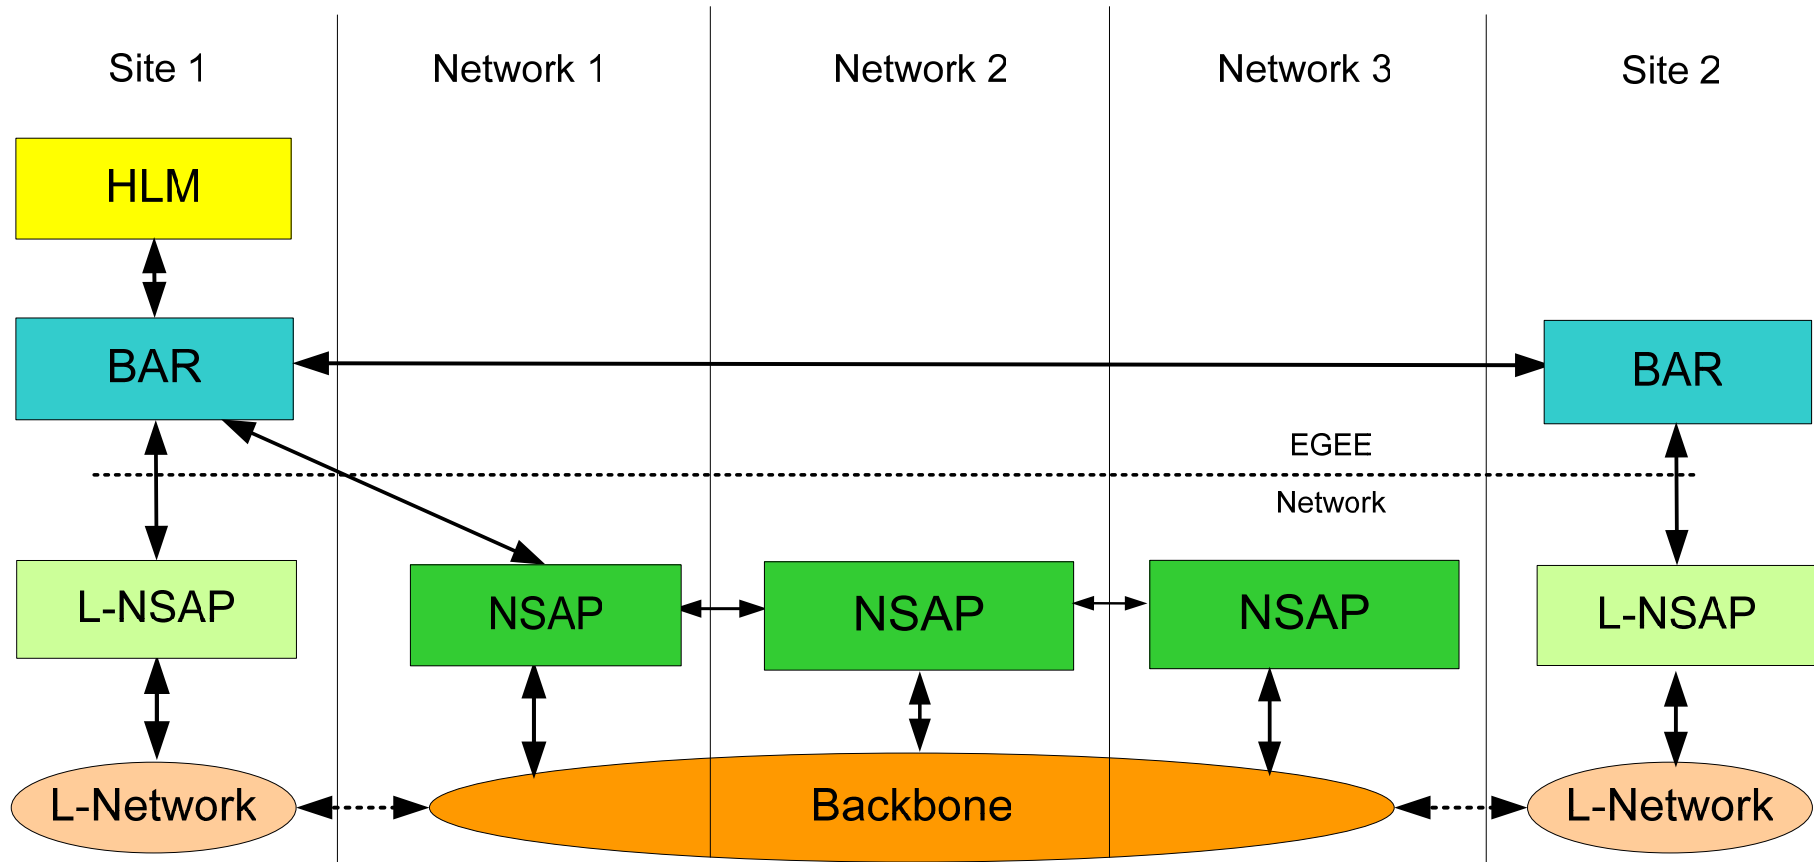 Site 1
Network 1
Network 2
Network 3
Site 2
HLM
BAR
BAR
EGEE
Network
L-NSAP
NSAP
NSAP
NSAP
L-NSAP
L-Network
Backbone
L-Network